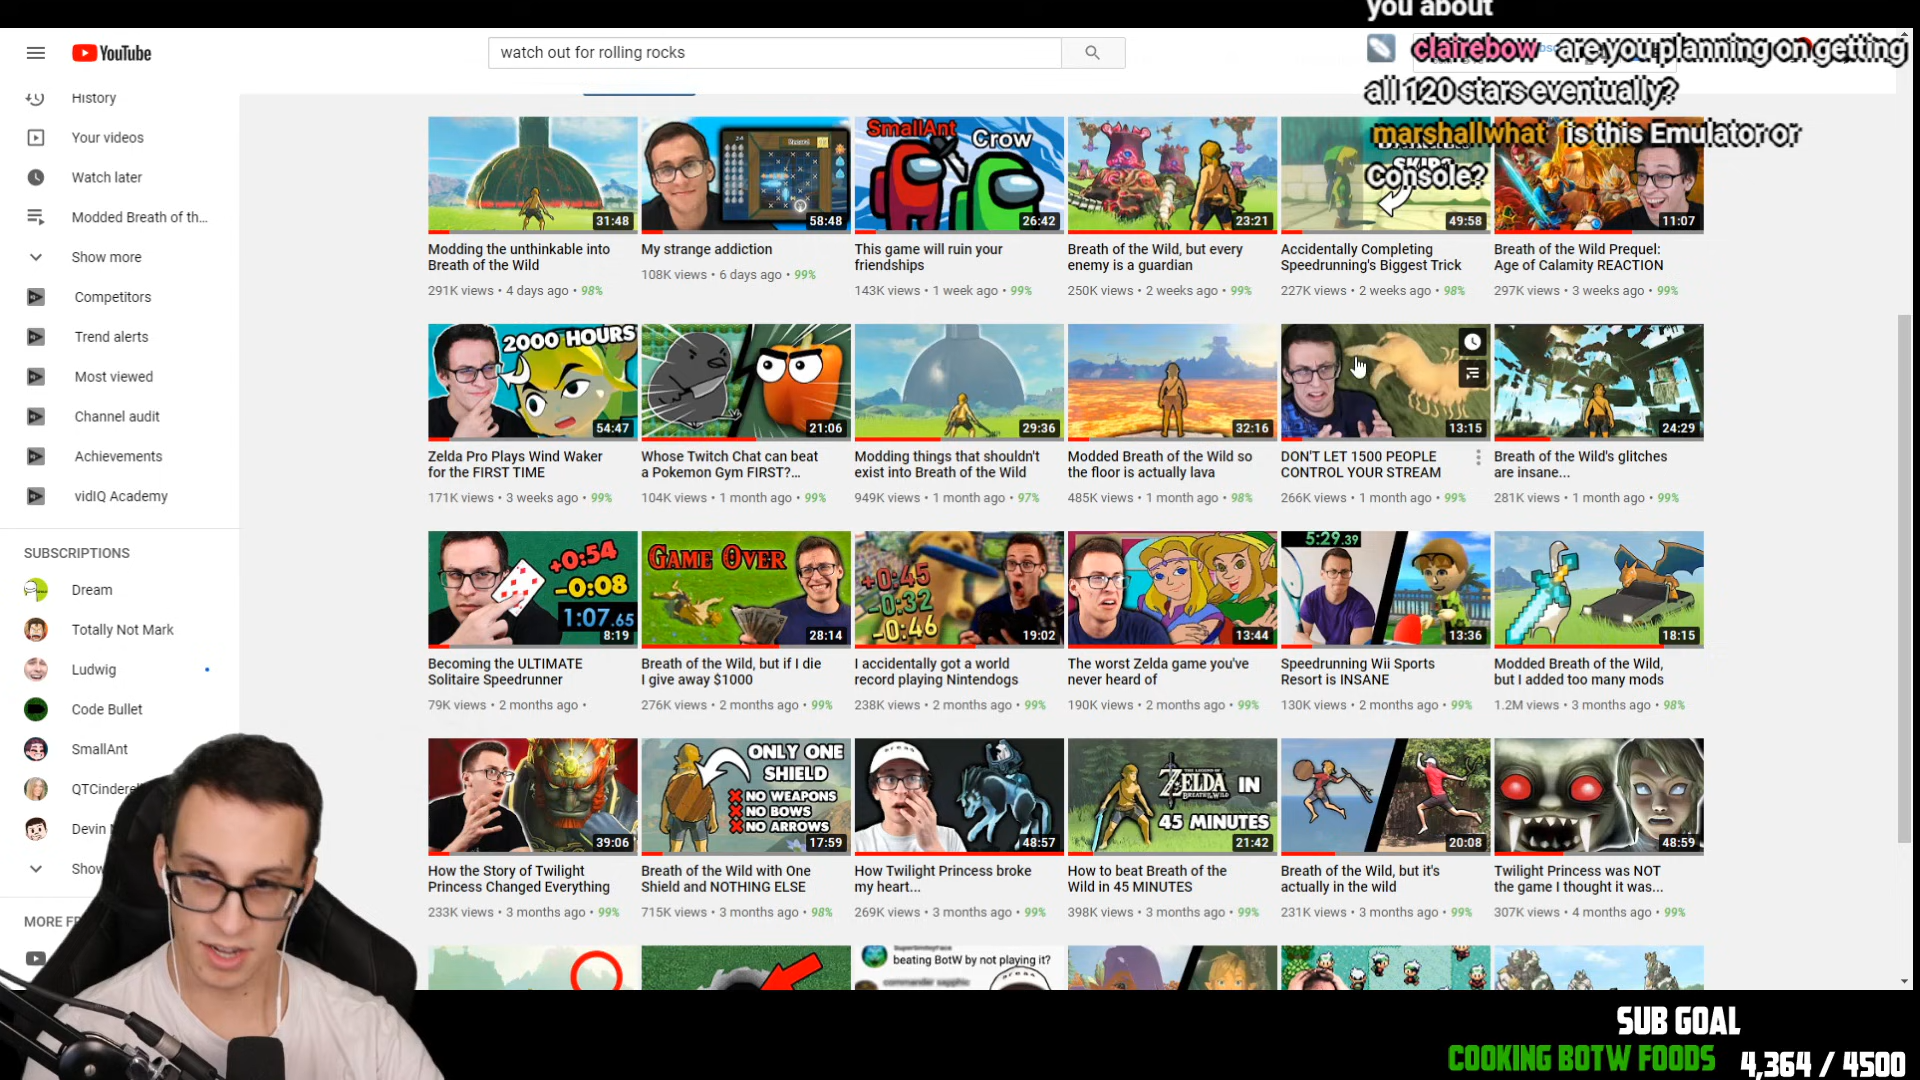 you about
clairebow are you planning on getting
all 120 stars eventually?
marshallwhat is this Emulator or
Console?
YouTube
watch out for rolling rocks
History
Your videos
Watch later
Modded Breath of th...
Show more
Competitors
Trend alerts
Most viewed
Channel audit
Achievements
vidIQ Academy
SUBSCRIPTIONS
Dream
Totally Not Mark
Ludwig
Code Bullet
SmallAnt
QTCindere
Devin
Show
MORE FR
31:48
Modding the unthinkable into
Breath of the Wild
291K views • 4 days ago • 98%
58:48
My strange addiction
108K views • 6 days ago • 99%
SmallAnt
Crow
26:42
This game will ruin your
friendships
143K views • 1 week ago • 99%
23:21
Breath of the Wild, but every
enemy is a guardian
250K views • 2 weeks ago • 99%
SKIPS
49:58
Accidentally Completing
Speedrunning's Biggest Trick
227K views • 2 weeks ago • 98%
11:07
Breath of the Wild Prequel:
Age of Calamity REACTION
297K views • 3 weeks ago • 99%
2000 HOURS
54:47
Zelda Pro Plays Wind Waker
for the FIRST TIME
171K views • 3 weeks ago • 99%
21:06
Whose Twitch Chat can beat
a Pokemon Gym FIRST?...
104K views • 1 month ago • 99%
29:36
Modding things that shouldn't
exist into Breath of the Wild
949K views • 1 month ago • 97%
32:16
Modded Breath of the Wild so
the floor is actually lava
485K views • 1 month ago • 98%
13:15
DON'T LET 1500 PEOPLE
CONTROL YOUR STREAM
266K views • 1 month ago • 99%
24:29
Breath of the Wild's glitches
are insane...
281K views • 1 month ago • 99%
+0:54
-0:08
1:07.65
8:19
Becoming the ULTIMATE
Solitaire Speedrunner
79K views • 2 months ago •
GAME OVER
28:14
Breath of the Wild, but if I die
I give away $1000
276K views • 2 months ago • 99%
+0:45
-0:32
-0:46
19:02
I accidentally got a world
record playing Nintendogs
238K views • 2 months ago • 99%
13:44
The worst Zelda game you've
never heard of
190K views • 2 months ago • 99%
5:29.39
13:36
Speedrunning Wii Sports
Resort is INSANE
130K views • 2 months ago • 99%
18:15
Modded Breath of the Wild,
but I added too many mods
1.2M views • 3 months ago • 98%
39:06
How the Story of Twilight
Princess Changed Everything
233K views • 3 months ago • 99%
ONLY ONE
SHIELD
NO WEAPONS
NO BOWS
NO ARROWS
17:59
Breath of the Wild with One
Shield and NOTHING ELSE
715K views • 3 months ago • 98%
48:57
How Twilight Princess broke
my heart...
269K views • 3 months ago • 99%
ZELDA IN
45 MINUTES
21:42
How to beat Breath of the
Wild in 45 MINUTES
398K views • 3 months ago • 99%
20:08
Breath of the Wild, but it's
actually in the wild
231K views • 3 months ago • 99%
48:59
Twilight Princess was NOT
the game I thought it was...
307K views • 4 months ago • 99%
beating BotW by not playing it?
SUB GOAL
COOKING BOTW FOODS
4,364 / 4500